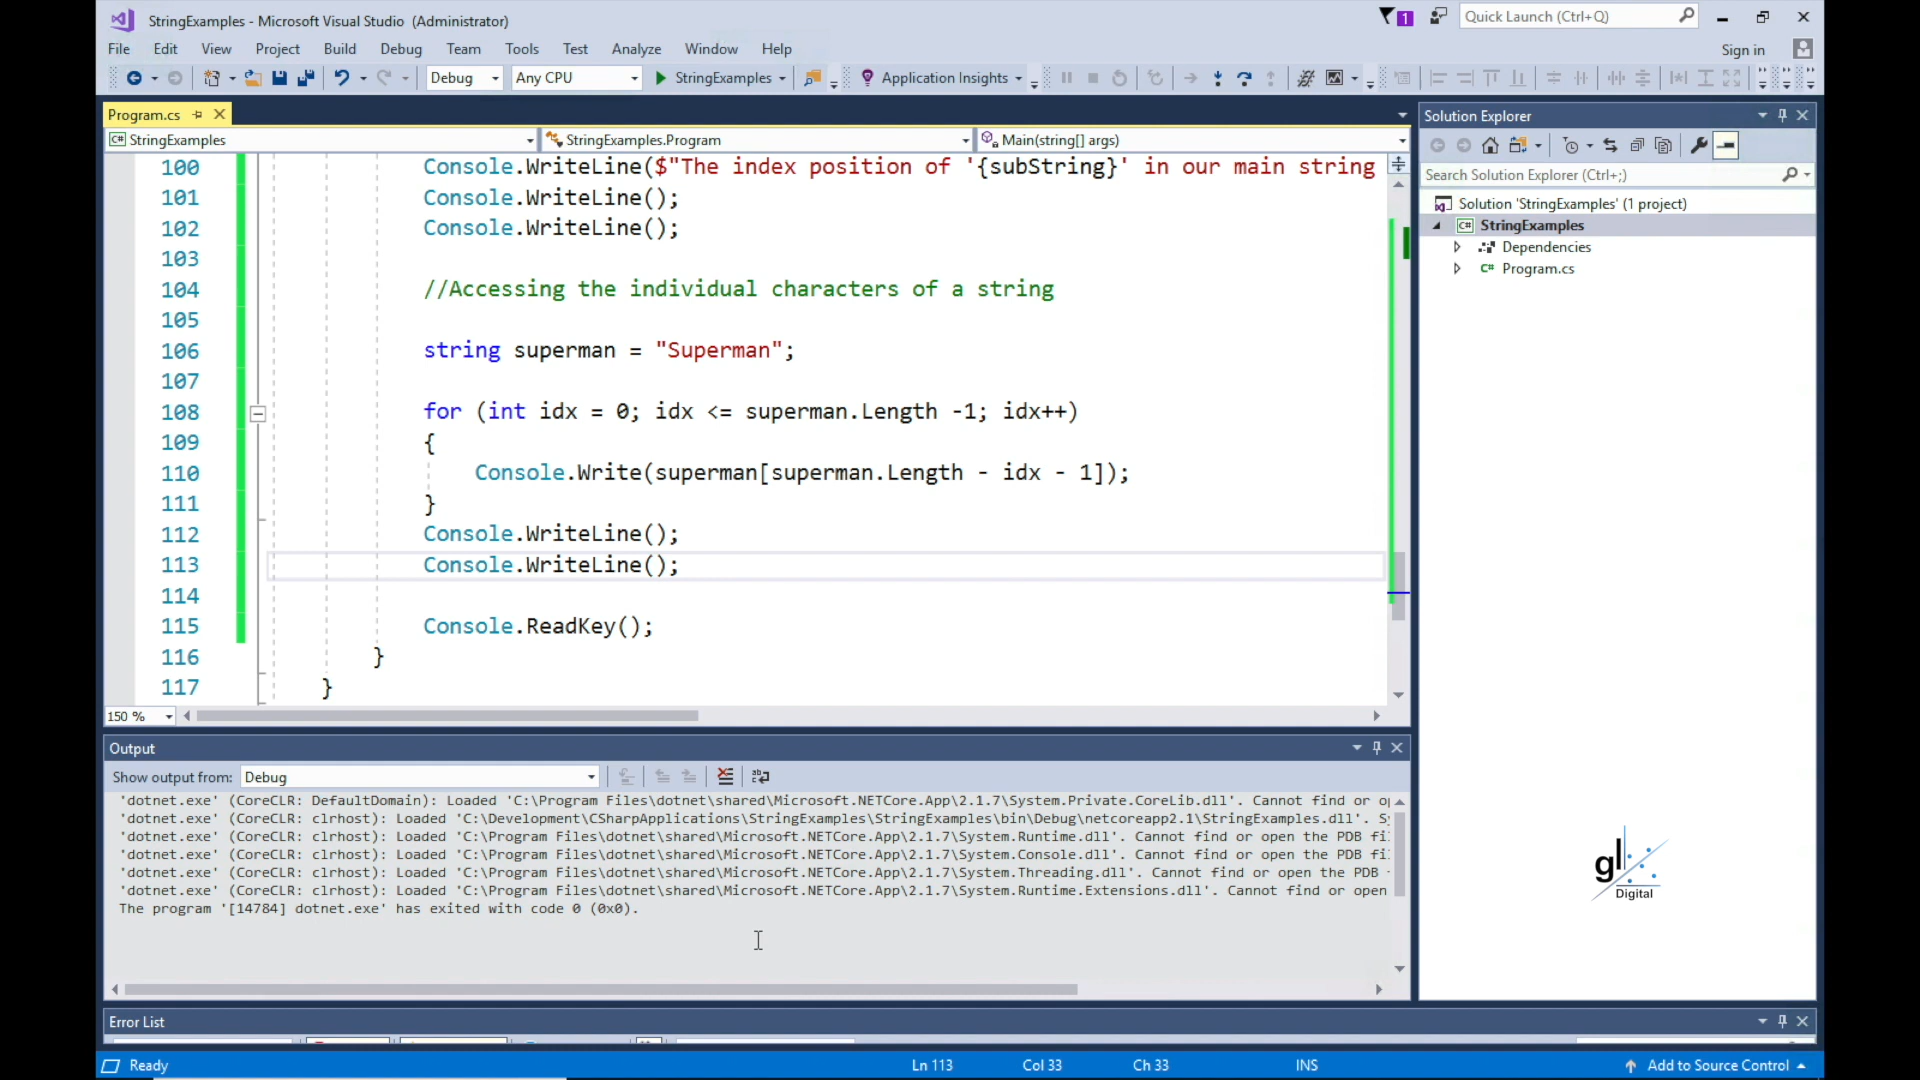 StringExamples - Microsoft Visual Studio (Administrator)
1
Quick Launch (Ctrl+Q)
File Edit View Project Build Debug Team Tools Test Analyze Window Help
Sign in
Debug Any CPU StringExamples Application Insights
Program.cs
Solution Explorer
StringExamples StringExamples.Program Main(string[] args)
Search Solution Explorer (Ctrl+;)
Solution 'StringExamples' (1 project)
StringExamples
Dependencies
Program.cs
100 Console.WriteLine($"The index position of '{subString}' in our main string
101 Console.WriteLine();
102 Console.WriteLine();
103
104 //Accessing the individual characters of a string
105
106 string superman = "Superman";
107
108 for (int idx = 0; idx <= superman.Length -1; idx++)
109 {
110 Console.Write(superman[superman.Length - idx - 1]);
111 }
112 Console.WriteLine();
113 Console.WriteLine();
114
115 Console.ReadKey();
116 }
117 }
150 %
Output
Show output from: Debug
'dotnet.exe' (CoreCLR: DefaultDomain): Loaded 'C:\Program Files\dotnet\shared\Microsoft.NETCore.App\2.1.7\System.Private.CoreLib.dll'. Cannot find or
'dotnet.exe' (CoreCLR: clrhost): Loaded 'C:\Development\CSharpApplications\StringExamples\StringExamples\bin\Debug\netcoreapp2.1\StringExamples.dll'.
'dotnet.exe' (CoreCLR: clrhost): Loaded 'C:\Program Files\dotnet\shared\Microsoft.NETCore.App\2.1.7\System.Runtime.dll'. Cannot find or open the PDB fi
'dotnet.exe' (CoreCLR: clrhost): Loaded 'C:\Program Files\dotnet\shared\Microsoft.NETCore.App\2.1.7\System.Console.dll'. Cannot find or open the PDB fi
'dotnet.exe' (CoreCLR: clrhost): Loaded 'C:\Program Files\dotnet\shared\Microsoft.NETCore.App\2.1.7\System.Threading.dll'. Cannot find or open the PDB
'dotnet.exe' (CoreCLR: clrhost): Loaded 'C:\Program Files\dotnet\shared\Microsoft.NETCore.App\2.1.7\System.Runtime.Extensions.dll'. Cannot find or open
The program '[14784] dotnet.exe' has exited with code 0 (0x0).
gl
Digital
Error List
Ready Ln 113 Col 33 Ch 33 INS Add to Source Control